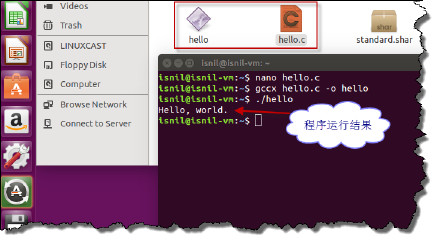 Videos
Trash
LINUXCAST
Floppy Disk
Computer
Browse Network
Connect to Server
hello
hello.c
standard.shar
isnil@isnil-vm: ~
isnil@isnil-vm:~$ nano hello.c
isnil@isnil-vm:~$ gccx hello.c -o hello
isnil@isnil-vm:~$ ./hello
Hello, world.
isnil@isnil-vm:~$
程序运行结果